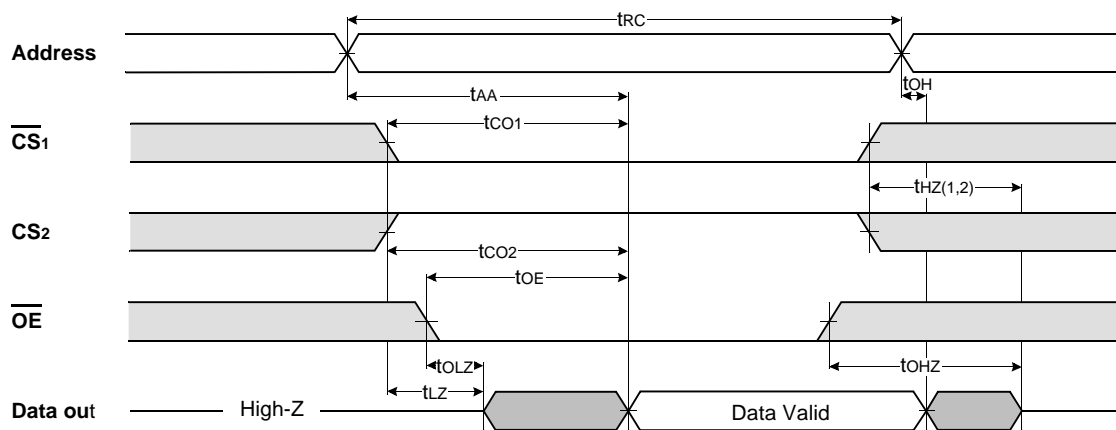 tRC
Address
tOH
tAA
tCO1
CS1
tHZ(1,2)
CS2
tCO2
tOE
OE
tOLZ
tOHZ
tLZ
Data out
High-Z
Data Valid